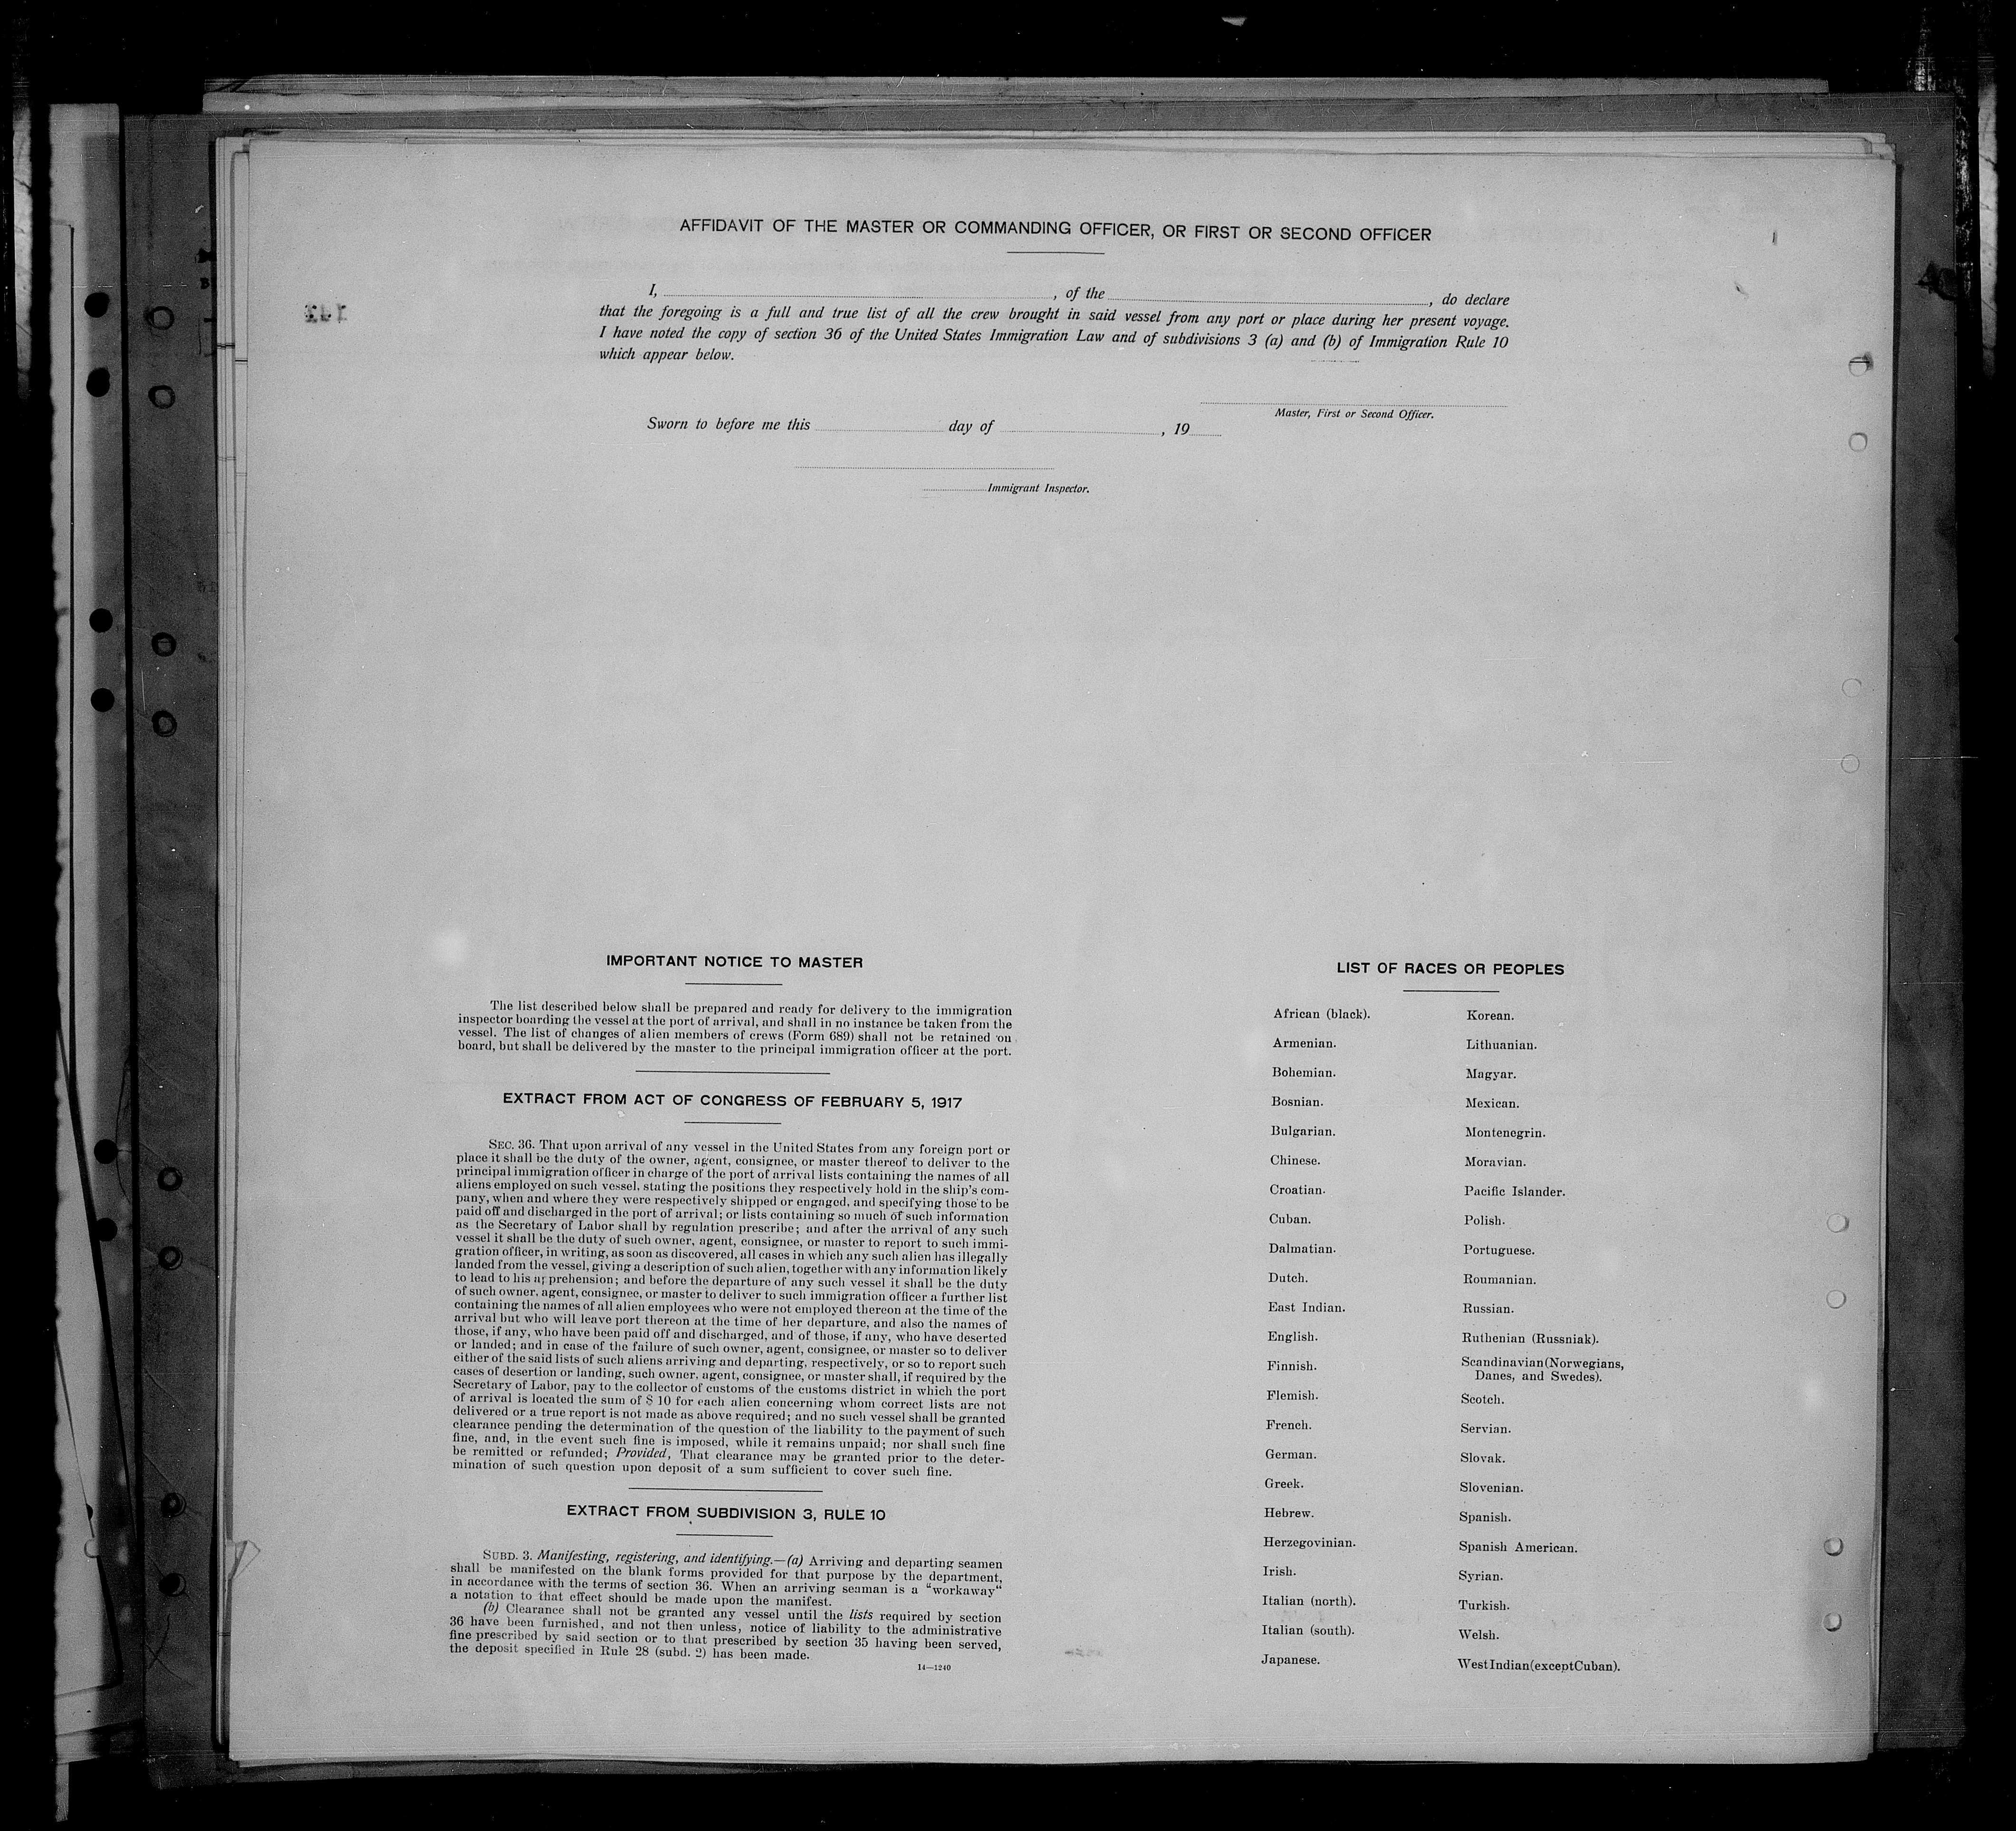 AFFIDAVIT OF THE MASTER OR COMMANDING OFFICER, OR FIRST OR SECOND OFFICER
I, , of the , do declare
that the foregoing is a full and true list of all the crew brought in said vessel from any port or place during her present voyage.
I have noted the copy of section 36 of the United States Immigration Law and of subdivisions 3 (a) and (b) of Immigration Rule 10
which appear below.
Master, First or Second Officer.
Sworn to before me this day of , 19
Immigrant Inspector.
IMPORTANT NOTICE TO MASTER
The list described below shall be prepared and ready for delivery to the immigration
inspector boarding the vessel at the port of arrival, and shall in no instance be taken from the
vessel. The list of changes of alien members of crews (Form 689) shall not be retained on
board, but shall be delivered by the master to the principal immigration officer at the port.
EXTRACT FROM ACT OF CONGRESS OF FEBRUARY 5, 1917
SEC. 36. That upon arrival of any vessel in the United States from any foreign port or
place it shall be the duty of the owner, agent, consignee, or master thereof to deliver to the
principal immigration officer in charge of the port of arrival lists containing the names of all
aliens employed on such vessel, stating the positions they respectively hold in the ship's com-
pany, when and where they were respectively shipped or engaged, and specifying those to be
paid off and discharged in the port of arrival; or lists containing so much of such information
as the Secretary of Labor shall by regulation prescribe; and after the arrival of any such
vessel it shall be the duty of such owner, agent, consignee, or master to report to such immi-
gration officer, in writing, as soon as discovered, all cases in which any such alien has illegally
landed from the vessel, giving a description of such alien, together with any information likely
to lead to his apprehension; and before the departure of any such vessel it shall be the duty
of such owner, agent, consignee, or master to deliver to such immigration officer a further list
containing the names of all alien employees who were not employed thereon at the time of the
arrival but who will leave port thereon at the time of her departure, and also the names of
those, if any, who have been paid off and discharged, and of those, if any, who have deserted
or landed; and in case of the failure of such owner, agent, consignee, or master so to deliver
either of the said lists of such aliens arriving and departing, respectively, or so to report such
cases of desertion or landing, such owner, agent, consignee, or master shall, if required by the
Secretary of Labor, pay to the collector of customs of the customs district in which the port
of arrival is located the sum of $ 10 for each alien concerning whom correct lists are not
delivered or a true report is not made as above required; and no such vessel shall be granted
clearance pending the determination of the question of the liability to the payment of such
fine, and, in the event such fine is imposed, while it remains unpaid; nor shall such fine
be remitted or refunded; Provided, That clearance may be granted prior to the deter-
mination of such question upon deposit of a sum sufficient to cover such fine.
EXTRACT FROM SUBDIVISION 3, RULE 10
SUBD. 3. Manifesting, registering, and identifying.—(a) Arriving and departing seamen
shall be manifested on the blank forms provided for that purpose by the department,
in accordance with the terms of section 36. When an arriving seaman is a "workaway"
a notation to that effect should be made upon the manifest.
(b) Clearance shall not be granted any vessel until the lists required by section
36 have been furnished, and not then unless, notice of liability to the administrative
fine prescribed by said section or to that prescribed by section 35 having been served,
the deposit specified in Rule 28 (subd. 2) has been made.
14—1240
LIST OF RACES OR PEOPLES
African (black).
Armenian.
Bohemian.
Bosnian.
Bulgarian.
Chinese.
Croatian.
Cuban.
Dalmatian.
Dutch.
East Indian.
English.
Finnish.
Flemish.
French.
German.
Greek.
Hebrew.
Herzegovinian.
Irish.
Italian (north).
Italian (south).
Japanese.
Korean.
Lithuanian.
Magyar.
Mexican.
Montenegrin.
Moravian.
Pacific Islander.
Polish.
Portuguese.
Roumanian.
Russian.
Ruthenian (Russniak).
Scandinavian (Norwegians,
Danes, and Swedes).
Scotch.
Servian.
Slovak.
Slovenian.
Spanish.
Spanish American.
Syrian.
Turkish.
Welsh.
West Indian (except Cuban).